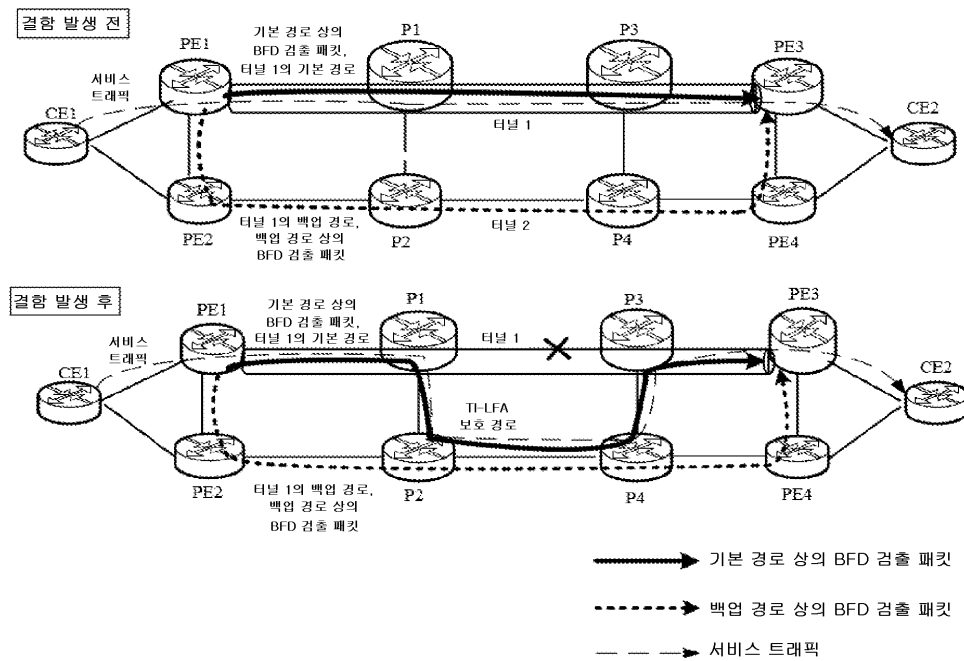 결함 발생 전
PE1
기본 경로 상의
BFD 검출 패킷,
터널 1의 기본 경로
P1
P3
PE3
서비스
트래픽
CE1
CE2
터널 1
PE2
터널 1의 백업 경로,
백업 경로 상의
BFD 검출 패킷
P2
터널 2
P4
PE4
결함 발생 후
PE1
기본 경로 상의
BFD 검출 패킷,
터널 1의 기본 경로
P1
터널 1
P3
PE3
서비스
트래픽
CE1
CE2
TI-LFA
보호 경로
PE2
터널 1의 백업 경로,
백업 경로 상의
BFD 검출 패킷
P2
P4
PE4
기본 경로 상의 BFD 검출 패킷
백업 경로 상의 BFD 검출 패킷
서비스 트래픽